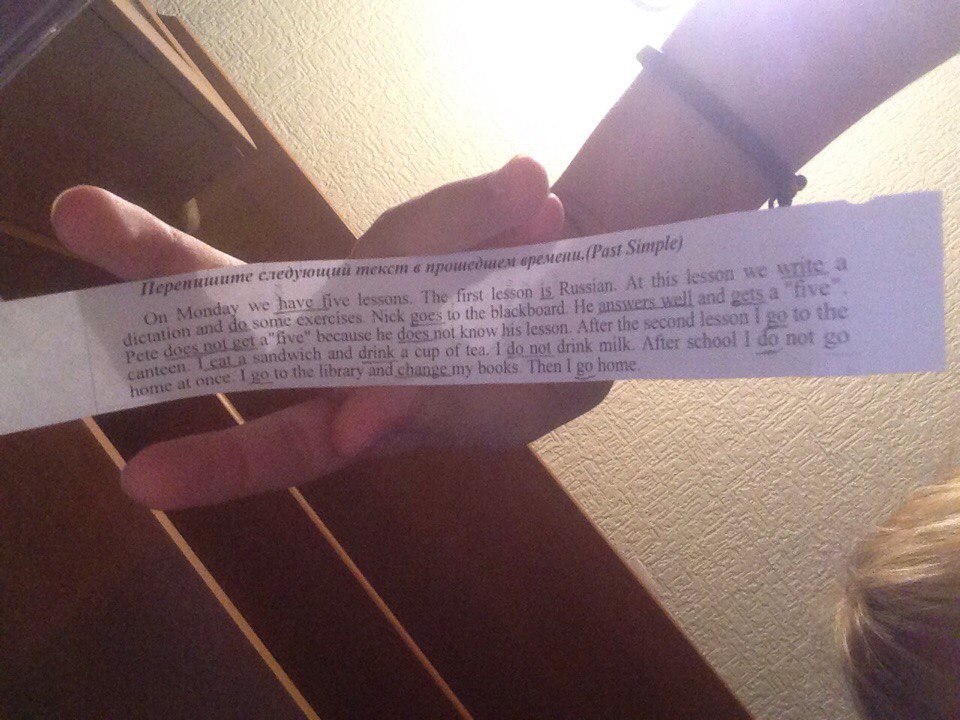 Перепишите следующий текст в прошедшем времени.(Past Simple)
On Monday we have five lessons. The first lesson is Russian. At this lesson we write a
dictation and do some exercises. Nick goes to the blackboard. He answers well and gets a "five".
Pete does not get a"five" because he does not know his lesson. After the second lesson I go to the
canteen. I eat a sandwich and drink a cup of tea. I do not drink milk. After school I do not go
home at once. I go to the library and change my books. Then I go home.